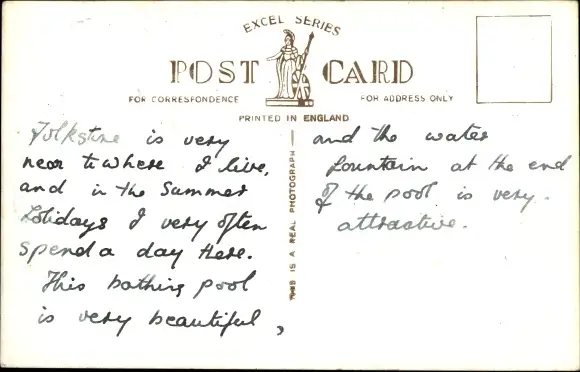 EXCEL SERIES
POST CARD
FOR CORRESPONDENCE
FOR ADDRESS ONLY
PRINTED IN ENGLAND
Folkstone is very
near to where I live,
and in the Summer
Holidays I very often
spend a day there.
This bathing pool
is very beautiful,
THIS IS A REAL PHOTOGRAPH
and the water
fountain at the end
of the pool is very.
attractive.